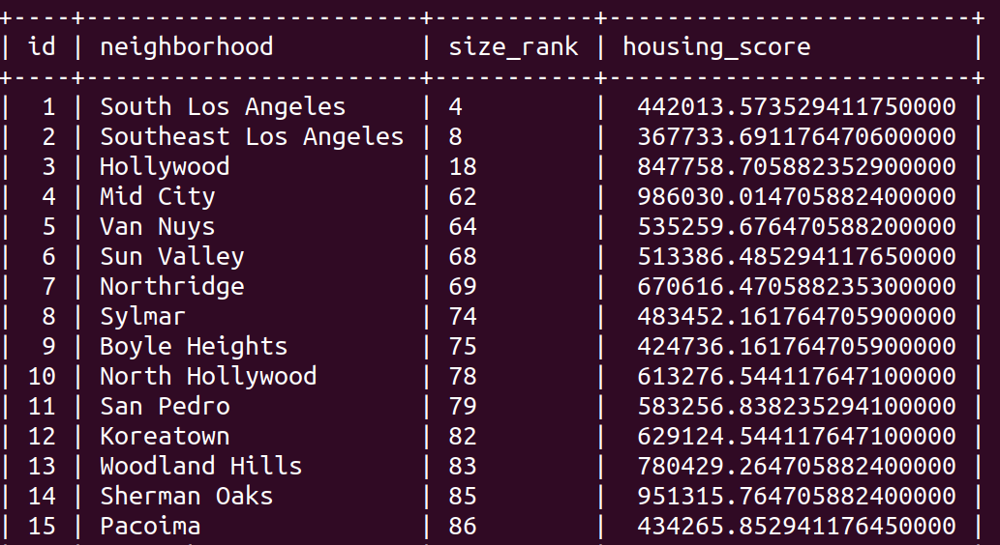 +----+-----------------------+-----------+-------------------------+
| id | neighborhood          | size_rank | housing_score           |
+----+-----------------------+-----------+-------------------------+
|  1 | South Los Angeles     | 4         |  442013.573529411750000 |
|  2 | Southeast Los Angeles | 8         |  367733.691176470600000 |
|  3 | Hollywood             | 18        |  847758.705882352900000 |
|  4 | Mid City              | 62        |  986030.014705882400000 |
|  5 | Van Nuys              | 64        |  535259.676470588200000 |
|  6 | Sun Valley            | 68        |  513386.485294117650000 |
|  7 | Northridge            | 69        |  670616.470588235300000 |
|  8 | Sylmar                | 74        |  483452.161764705900000 |
|  9 | Boyle Heights         | 75        |  424736.161764705900000 |
| 10 | North Hollywood       | 78        |  613276.544117647100000 |
| 11 | San Pedro             | 79        |  583256.838235294100000 |
| 12 | Koreatown             | 82        |  629124.544117647100000 |
| 13 | Woodland Hills        | 83        |  780429.264705882400000 |
| 14 | Sherman Oaks          | 85        |  951315.764705882400000 |
| 15 | Pacoima               | 86        |  434265.852941176450000 |